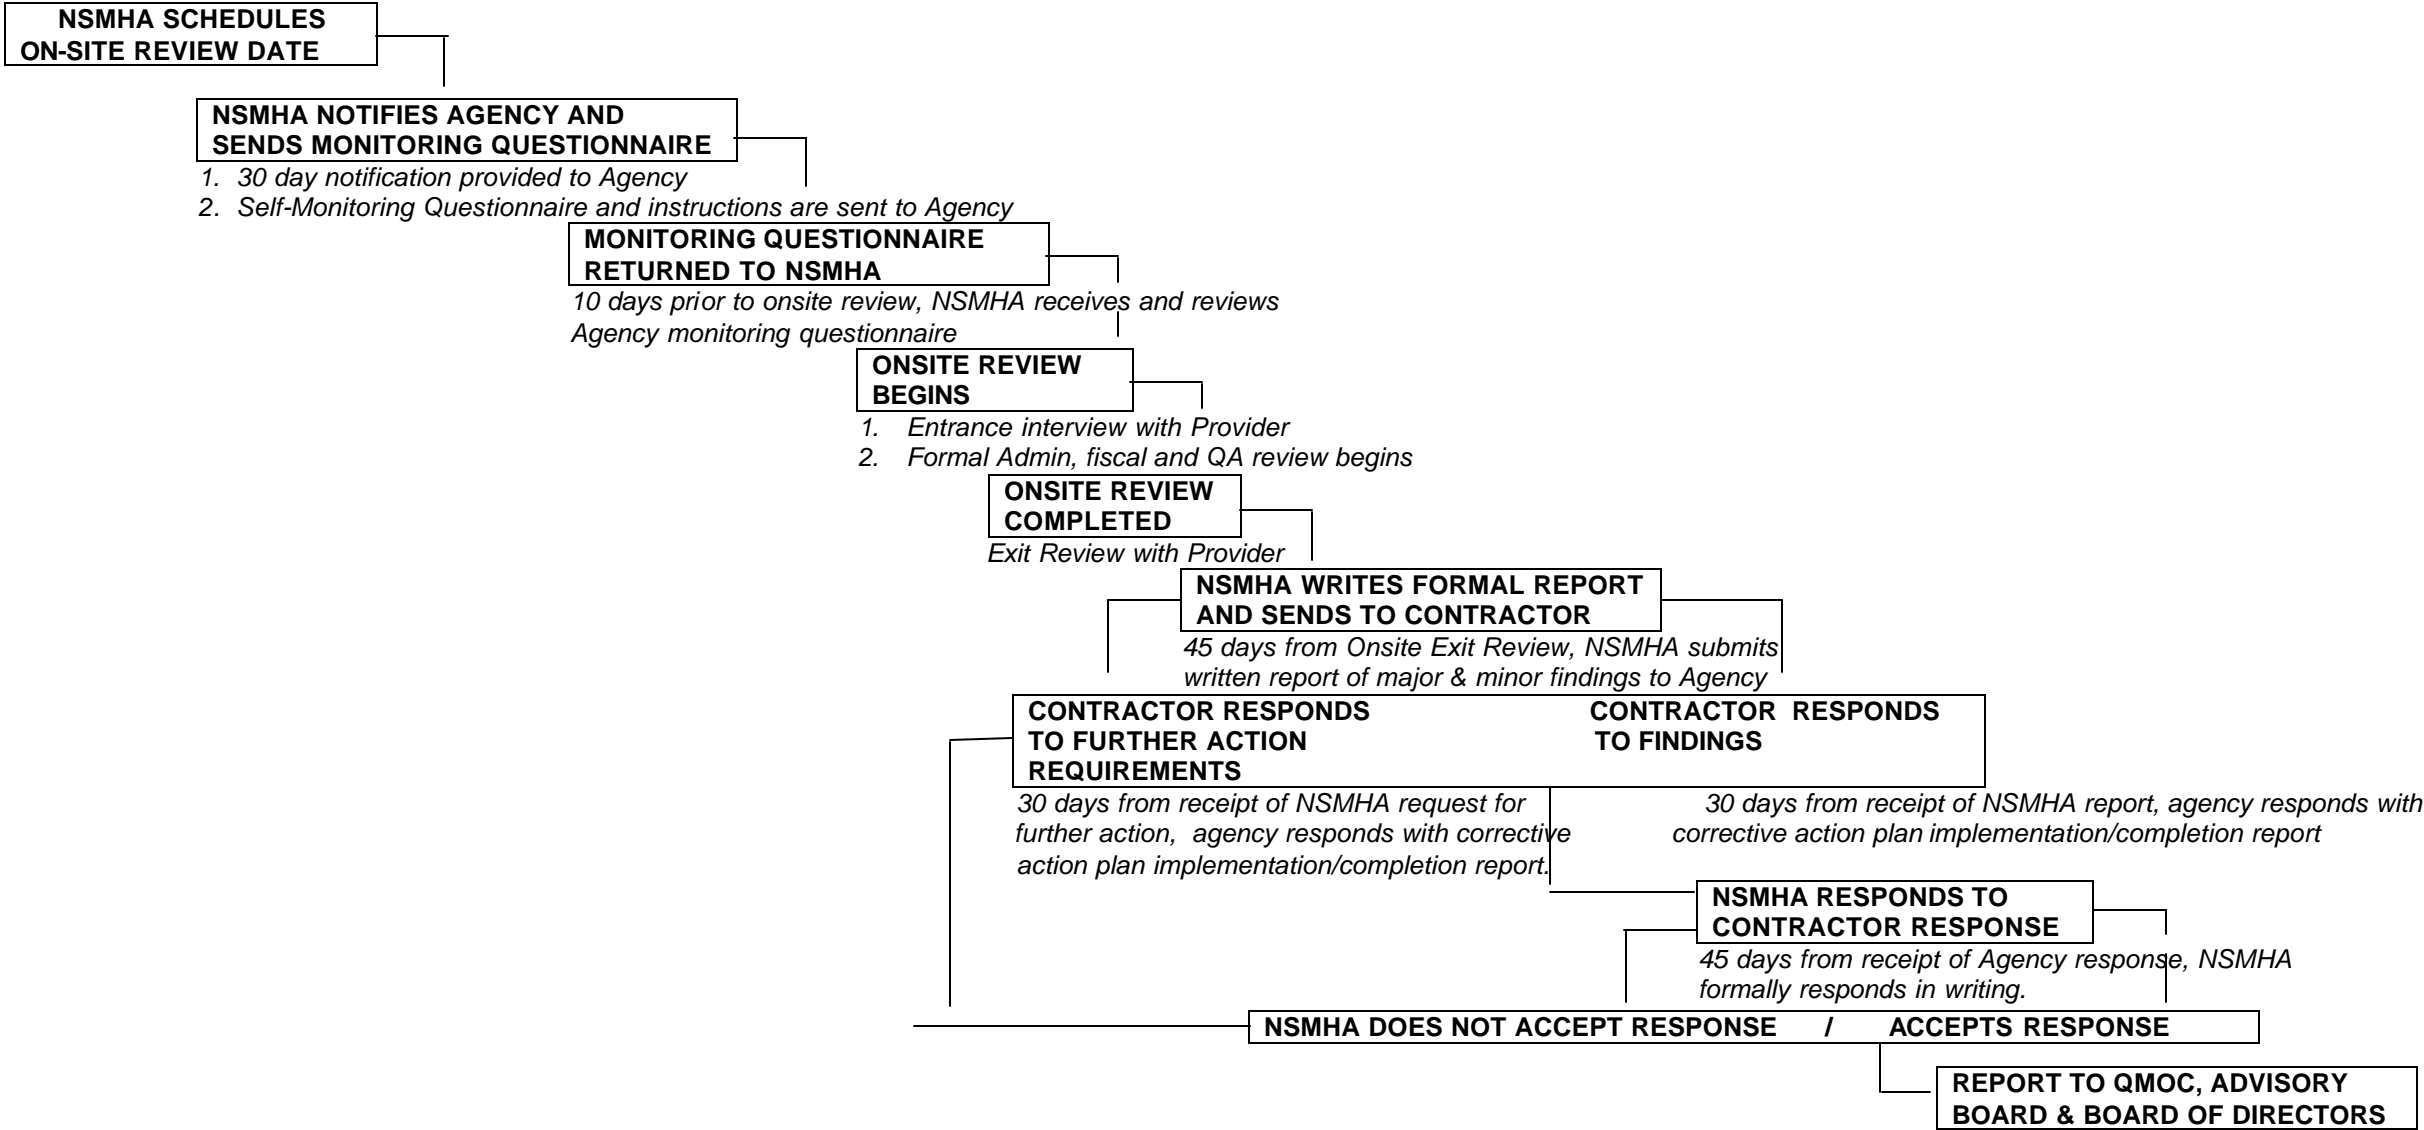 NSMHA SCHEDULES
ON-SITE REVIEW DATE
NSMHA NOTIFIES AGENCY AND
SENDS MONITORING QUESTIONNAIRE
1. 30 day notification provided to Agency
2. Self-Monitoring Questionnaire and instructions are sent to Agency
MONITORING QUESTIONNAIRE
RETURNED TO NSMHA
10 days prior to onsite review, NSMHA receives and reviews
Agency monitoring questionnaire
ONSITE REVIEW
BEGINS
1. Entrance interview with Provider
2. Formal Admin, fiscal and QA review begins
ONSITE REVIEW
COMPLETED
Exit Review with Provider
NSMHA WRITES FORMAL REPORT
AND SENDS TO CONTRACTOR
45 days from Onsite Exit Review, NSMHA submits
written report of major & minor findings to Agency
CONTRACTOR RESPONDS
TO FURTHER ACTION
REQUIREMENTS
CONTRACTOR RESPONDS
TO FINDINGS
30 days from receipt of NSMHA request for
further action, agency responds with corrective
action plan implementation/completion report.
30 days from receipt of NSMHA report, agency responds with
corrective action plan implementation/completion report
NSMHA RESPONDS TO
CONTRACTOR RESPONSE
45 days from receipt of Agency response, NSMHA
formally responds in writing.
NSMHA DOES NOT ACCEPT RESPONSE / ACCEPTS RESPONSE
REPORT TO QMOC, ADVISORY
BOARD & BOARD OF DIRECTORS